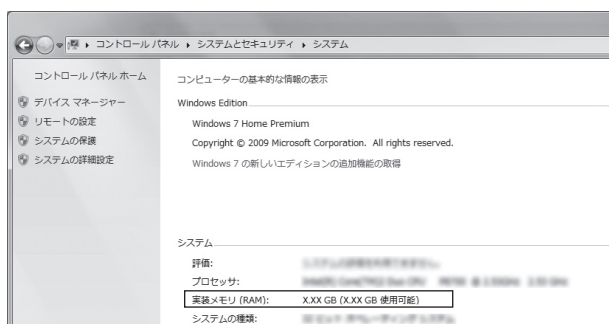 コントロール パネル ▸ システムとセキュリティ ▸ システム
コントロール パネル ホーム
デバイス マネージャー
リモートの設定
システムの保護
システムの詳細設定
コンピューターの基本的な情報の表示
Windows Edition
Windows 7 Home Premium
Copyright © 2009 Microsoft Corporation. All rights reserved.
Windows 7 の新しいエディションの追加機能の取得
システム
評価:
プロセッサ:
実装メモリ (RAM): X.XX GB (X.XX GB 使用可能)
システムの種類: